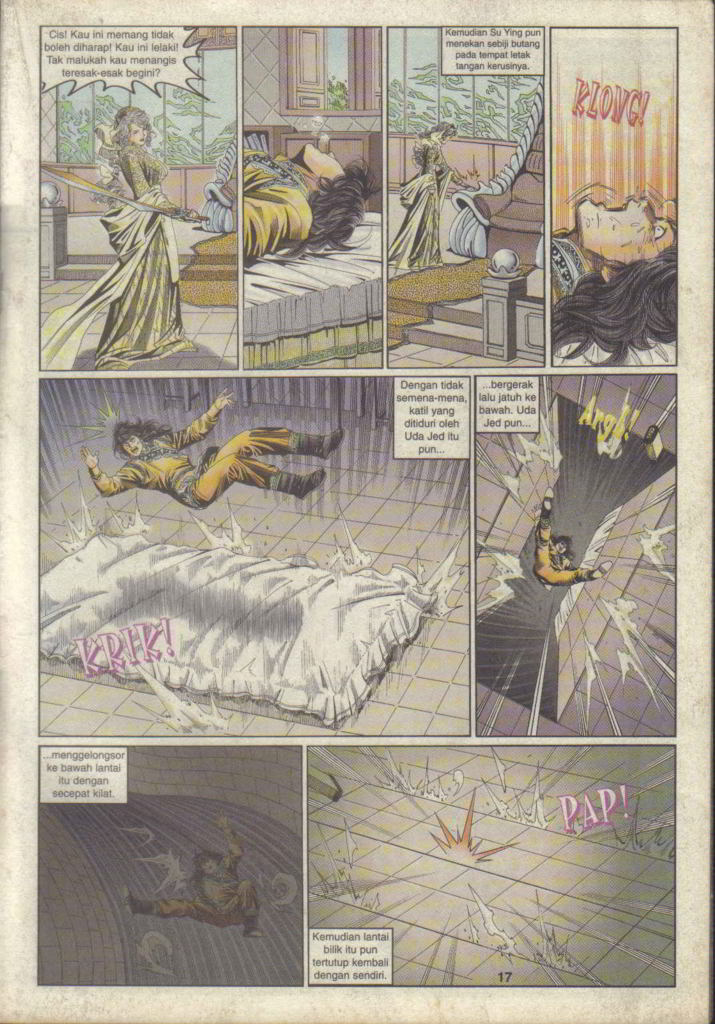 Cis! Kau ini memang tidak
boleh diharap! Kau ini lelaki!
Tak malukah kau menangis
teresak-esak begini?
Kemudian Su Ying pun
menekan sebiji butang
pada tempat letak
tangan kerusinya.
KLONG!
Dengan tidak
semena-mena,
katil yang
ditiduri oleh
Uda Jed itu
pun...
KRIK!
...bergerak
lalu jatuh ke
bawah. Uda
Jed pun...
Argh!
...menggelongsor
ke bawah lantai
itu dengan
secepat kilat.
PAP!
Kemudian lantai
bilik itu pun
tertutup kembali
dengan sendiri.
17